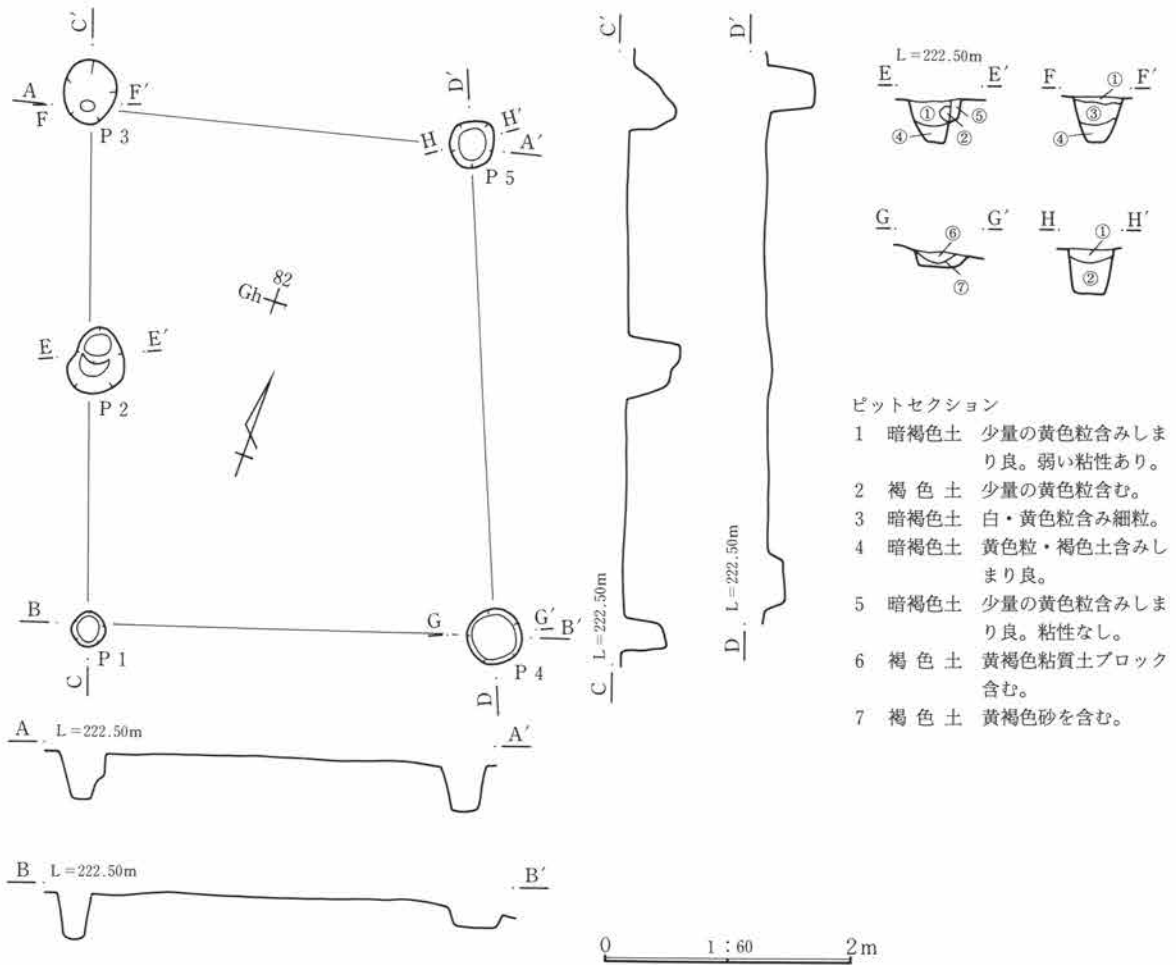 C′
A
F
F′
P 3
D′
H
H′
A′
P 5
82
Gh
E
E′
P 2
B
P 1
C
G
G′
B′
P 4
D
A
L＝222.50m
A′
B
L＝222.50m
B′
C′
L＝222.50m
C
D′
L＝222.50m
D
L＝222.50m
E
E′
①
⑤
④
②
F
F′
①
③
④
G
G′
⑥
⑦
H
H′
①
②
ピットセクション
1 暗褐色土 少量の黄色粒含みしま
り良。弱い粘性あり。
2 褐 色 土 少量の黄色粒含む。
3 暗褐色土 白・黄色粒含み細粒。
4 暗褐色土 黄色粒・褐色土含みし
まり良。
5 暗褐色土 少量の黄色粒含みしま
り良。粘性なし。
6 褐 色 土 黄褐色粘質土ブロック
含む。
7 褐 色 土 黄褐色砂を含む。
0 1：60 2m